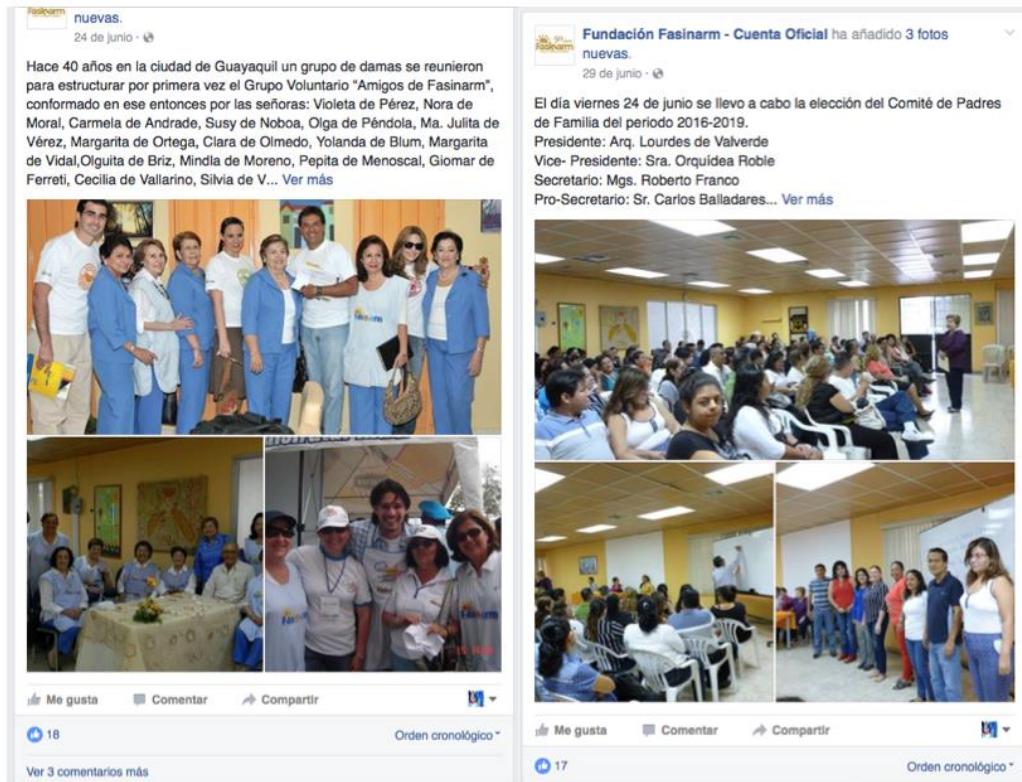 Fasinarm
nuevas.
24 de junio ·
Hace 40 años en la ciudad de Guayaquil un grupo de damas se reunieron
para estructurar por primera vez el Grupo Voluntario "Amigos de Fasinarm",
conformado en ese entonces por las señoras: Violeta de Pérez, Nora de
Moral, Carmela de Andrade, Susy de Noboa, Olga de Péndola, Ma. Julita de
Vérez, Margarita de Ortega, Clara de Olmedo, Yolanda de Blum, Margarita
de Vidal,Olguita de Briz, Mindla de Moreno, Pepita de Menoscal, Giomar de
Ferreti, Cecilia de Vallarino, Silvia de V... Ver más
Fasinarm
Me gusta Comentar Compartir
18 Orden cronológico
Ver 3 comentarios más
Fasinarm
Fundación Fasinarm - Cuenta Oficial ha añadido 3 fotos
nuevas.
29 de junio ·
El día viernes 24 de junio se llevo a cabo la elección del Comité de Padres
de Familia del periodo 2016-2019.
Presidente: Arq. Lourdes de Valverde
Vice- Presidente: Sra. Orquídea Roble
Secretario: Mgs. Roberto Franco
Pro-Secretario: Sr. Carlos Balladares... Ver más
Me gusta Comentar Compartir
17 Orden cronológico